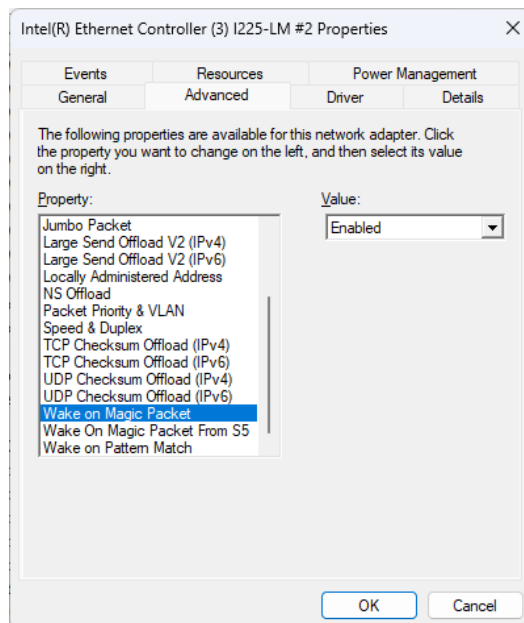 Intel(R) Ethernet Controller (3) I225-LM #2 Properties
Events Resources Power Management
General Advanced Driver Details
The following properties are available for this network adapter. Click
the property you want to change on the left, and then select its value
on the right.
Property: Value:
Jumbo Packet Enabled
Large Send Offload V2 (IPv4)
Large Send Offload V2 (IPv6)
Locally Administered Address
NS Offload
Packet Priority & VLAN
Speed & Duplex
TCP Checksum Offload (IPv4)
TCP Checksum Offload (IPv6)
UDP Checksum Offload (IPv4)
UDP Checksum Offload (IPv6)
Wake on Magic Packet
Wake On Magic Packet From S5
Wake on Pattern Match
OK Cancel